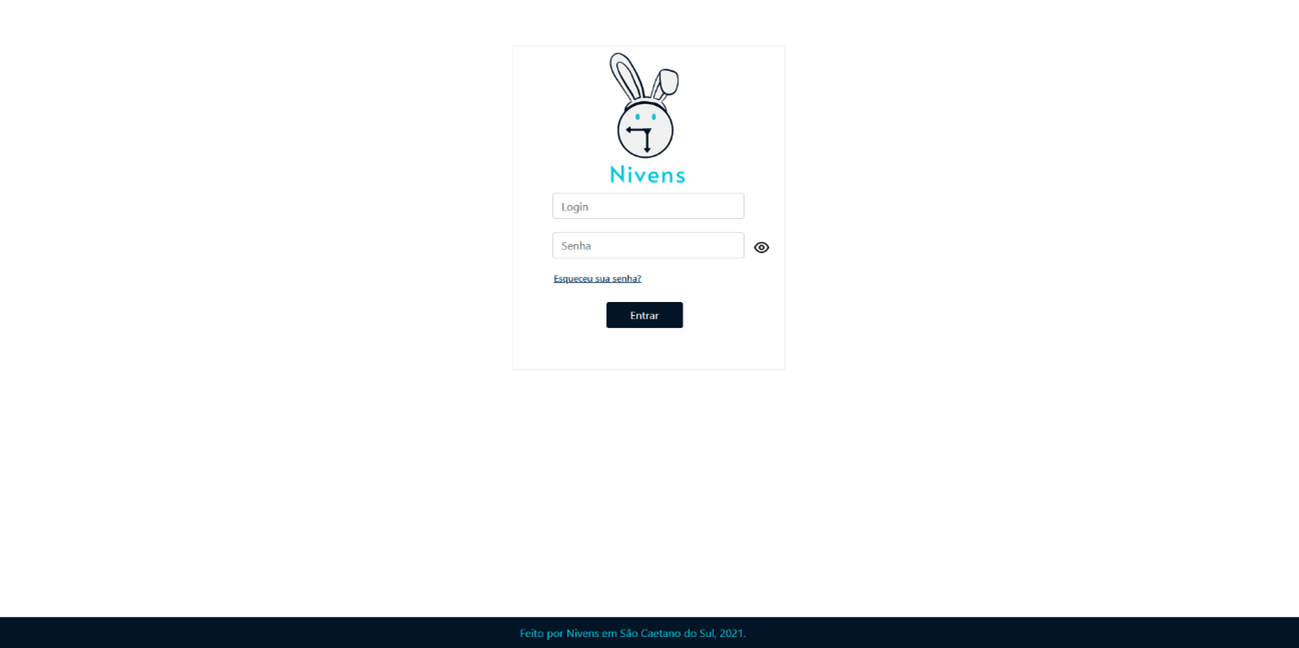 Nivens
Login
Senha
Esqueceu sua senha?
Entrar
Feito por Nivens em São Caetano do Sul, 2021.